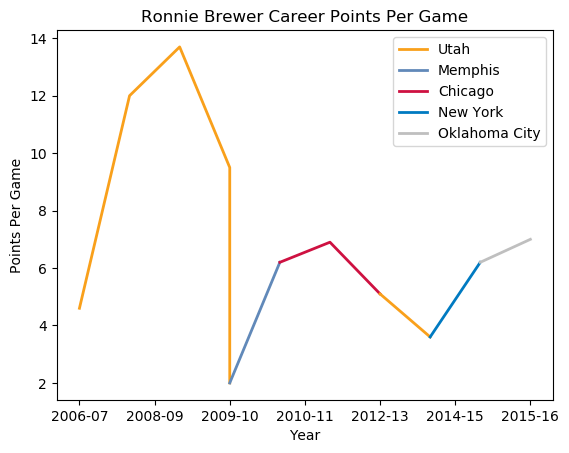 Ronnie Brewer Career Points Per Game
14
12
10
8
6
4
2
Points Per Game
Utah
Memphis
Chicago
New York
Oklahoma City
2006-07 2008-09 2009-10 2010-11 2012-13 2014-15 2015-16
Year